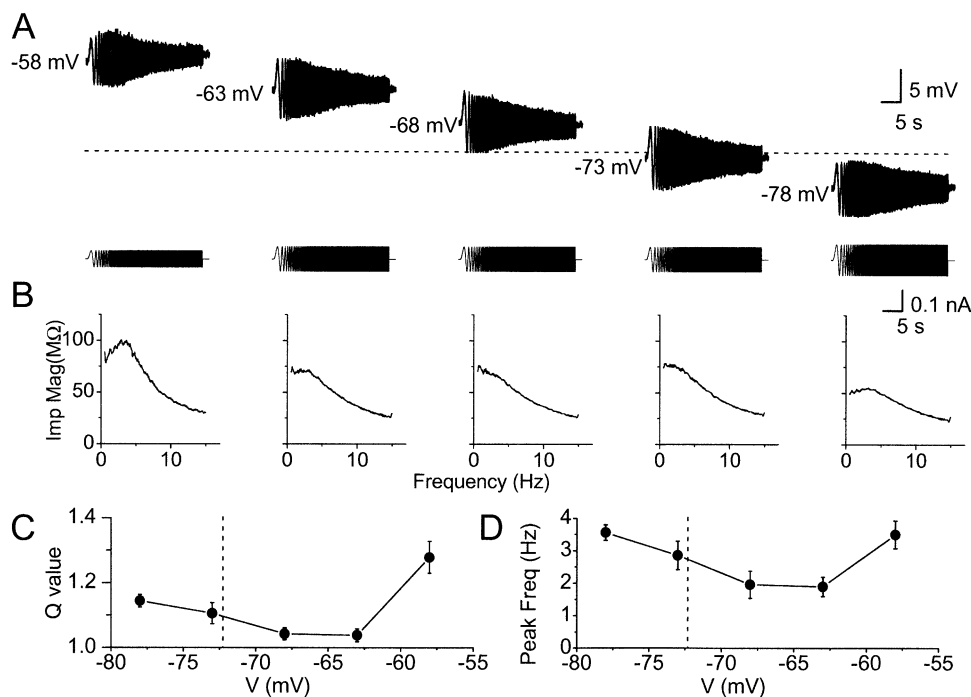 A
-58 mV
-63 mV
-68 mV
-73 mV
-78 mV
5 mV
5 s
B
0.1 nA
5 s
Imp Mag(MΩ)
100
50
0
0 10
0 10
0 10
0 10
0 10
Frequency (Hz)
C
Q value
1.4
1.2
1.0
-80 -75 -70 -65 -60 -55
V (mV)
D
Peak Freq (Hz)
4
3
2
1
0
-80 -75 -70 -65 -60 -55
V (mV)